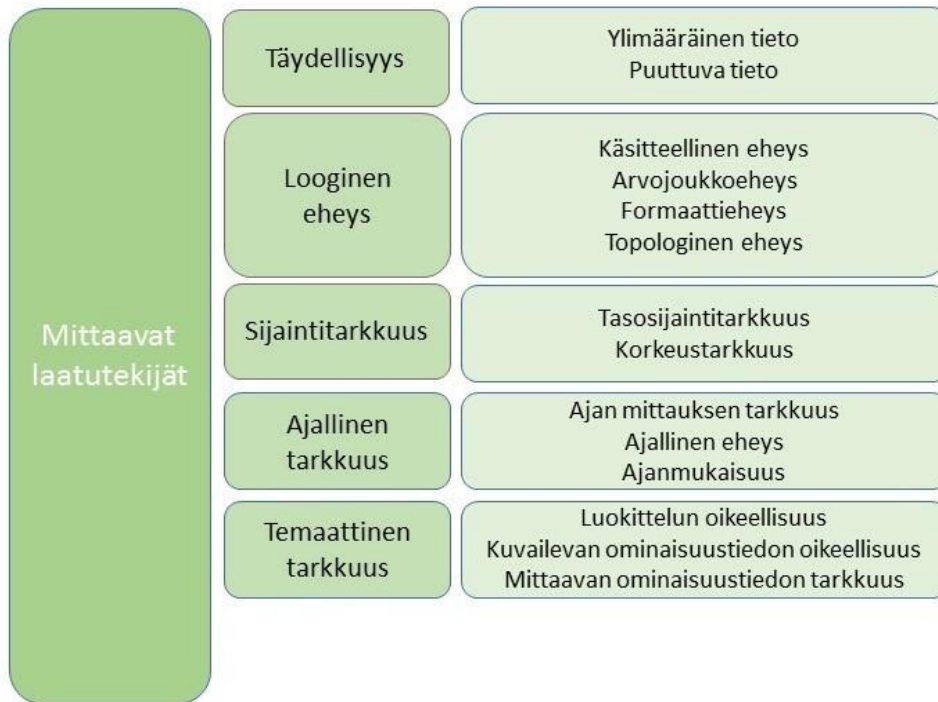 Mittaavat
laatutekijät
Täydellisyys
Ylimääräinen tieto
Puuttuva tieto
Looginen
eheys
Käsitteellinen eheys
Arvojoukkoeheys
Formaattieheys
Topologinen eheys
Sijaintitarkkuus
Tasosijaintitarkkuus
Korkeustarkkuus
Ajallinen
tarkkuus
Ajan mittauksen tarkkuus
Ajallinen eheys
Ajanmukaisuus
Temaattinen
tarkkuus
Luokittelun oikeellisuus
Kuvailevan ominaisuustiedon oikeellisuus
Mittaavan ominaisuustiedon tarkkuus